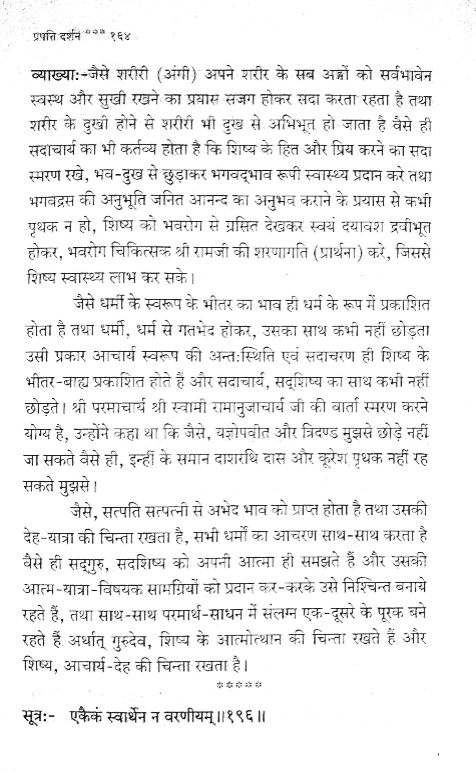 प्रपत्ति दर्शन *** १६४
व्याख्या:-जैसे शरीरी (अंगी) अपने शरीर के सब अङ्गों को सर्वभावेन
स्वस्थ और सुखी रखने का प्रयास सजग होकर सदा करता रहता है तथा
शरीर के दुखी होने से शरीरी भी दुख से अभिभूत हो जाता है वैसे ही
सदाचार्य का भी कर्तव्य होता है कि शिष्य के हित और प्रिय करने का सदा
स्मरण रखे, भव-दुख से छुड़ाकर भगवद्भाव रूपी स्वास्थ्य प्रदान करे तथा
भगवद्रस की अनुभूति जनित आनन्द का अनुभव कराने के प्रयास से कभी
पृथक न हो, शिष्य को भवरोग से ग्रसित देखकर स्वयं दयावश द्रवीभूत
होकर, भवरोग चिकित्सक श्री रामजी की शरणागति (प्रार्थना) करे, जिससे
शिष्य स्वास्थ्य लाभ कर सके।
जैसे धर्मी के स्वरूप के भीतर का भाव ही धर्म के रूप में प्रकाशित
होता है तथा धर्मी, धर्म से गतभेद होकर, उसका साथ कभी नहीं छोड़ता
उसी प्रकार आचार्य स्वरूप की अन्त:स्थिति एवं सदाचरण ही शिष्य के
भीतर-बाह्य प्रकाशित होते हैं और सदाचार्य, सद्शिष्य का साथ कभी नहीं
छोड़ते। श्री परमाचार्य श्री स्वामी रामानुजाचार्य जी की वार्ता स्मरण करने
योग्य है, उन्होंने कहा था कि जैसे, यज्ञोपवीत और त्रिदण्ड मुझसे छोड़े नहीं
जा सकते वैसे ही, इन्हीं के समान दाशरथि दास और कूरेश पृथक नहीं रह
सकते मुझसे।
जैसे, सत्पति सत्पत्नी से अभेद भाव को प्राप्त होता है तथा उसकी
देह-यात्रा की चिन्ता रखता है, सभी धर्मों का आचरण साथ-साथ करता है
वैसे ही सद्गुरु, सदशिष्य को अपनी आत्मा ही समझते हैं और उसकी
आत्म-यात्रा-विषयक सामग्रियों को प्रदान कर-करके उसे निश्चिन्त बनाये
रहते हैं, तथा साथ-साथ परमार्थ-साधन में संलग्न एक-दूसरे के पूरक बने
रहते हैं अर्थात् गुरुदेव, शिष्य के आत्मोत्थान की चिन्ता रखते हैं और
शिष्य, आचार्य-देह की चिन्ता रखता है।
*****
सूत्र:- एकैकं स्वार्थेन न वरणीयम्॥१९६॥